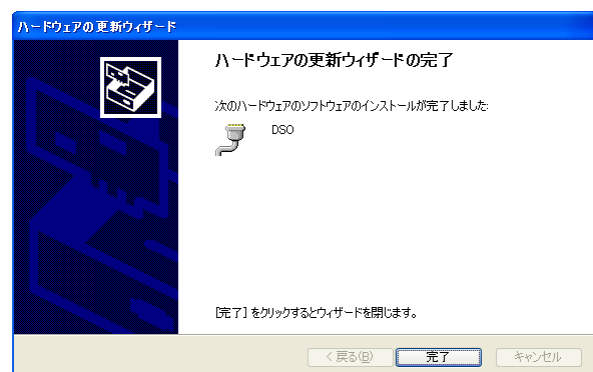 ハードウェアの更新ウィザード
ハードウェアの更新ウィザードの完了
次のハードウェアのソフトウェアのインストールが完了しました:
DSO
[完了] をクリックするとウィザードを閉じます。
< 戻る(B) 完了 キャンセル